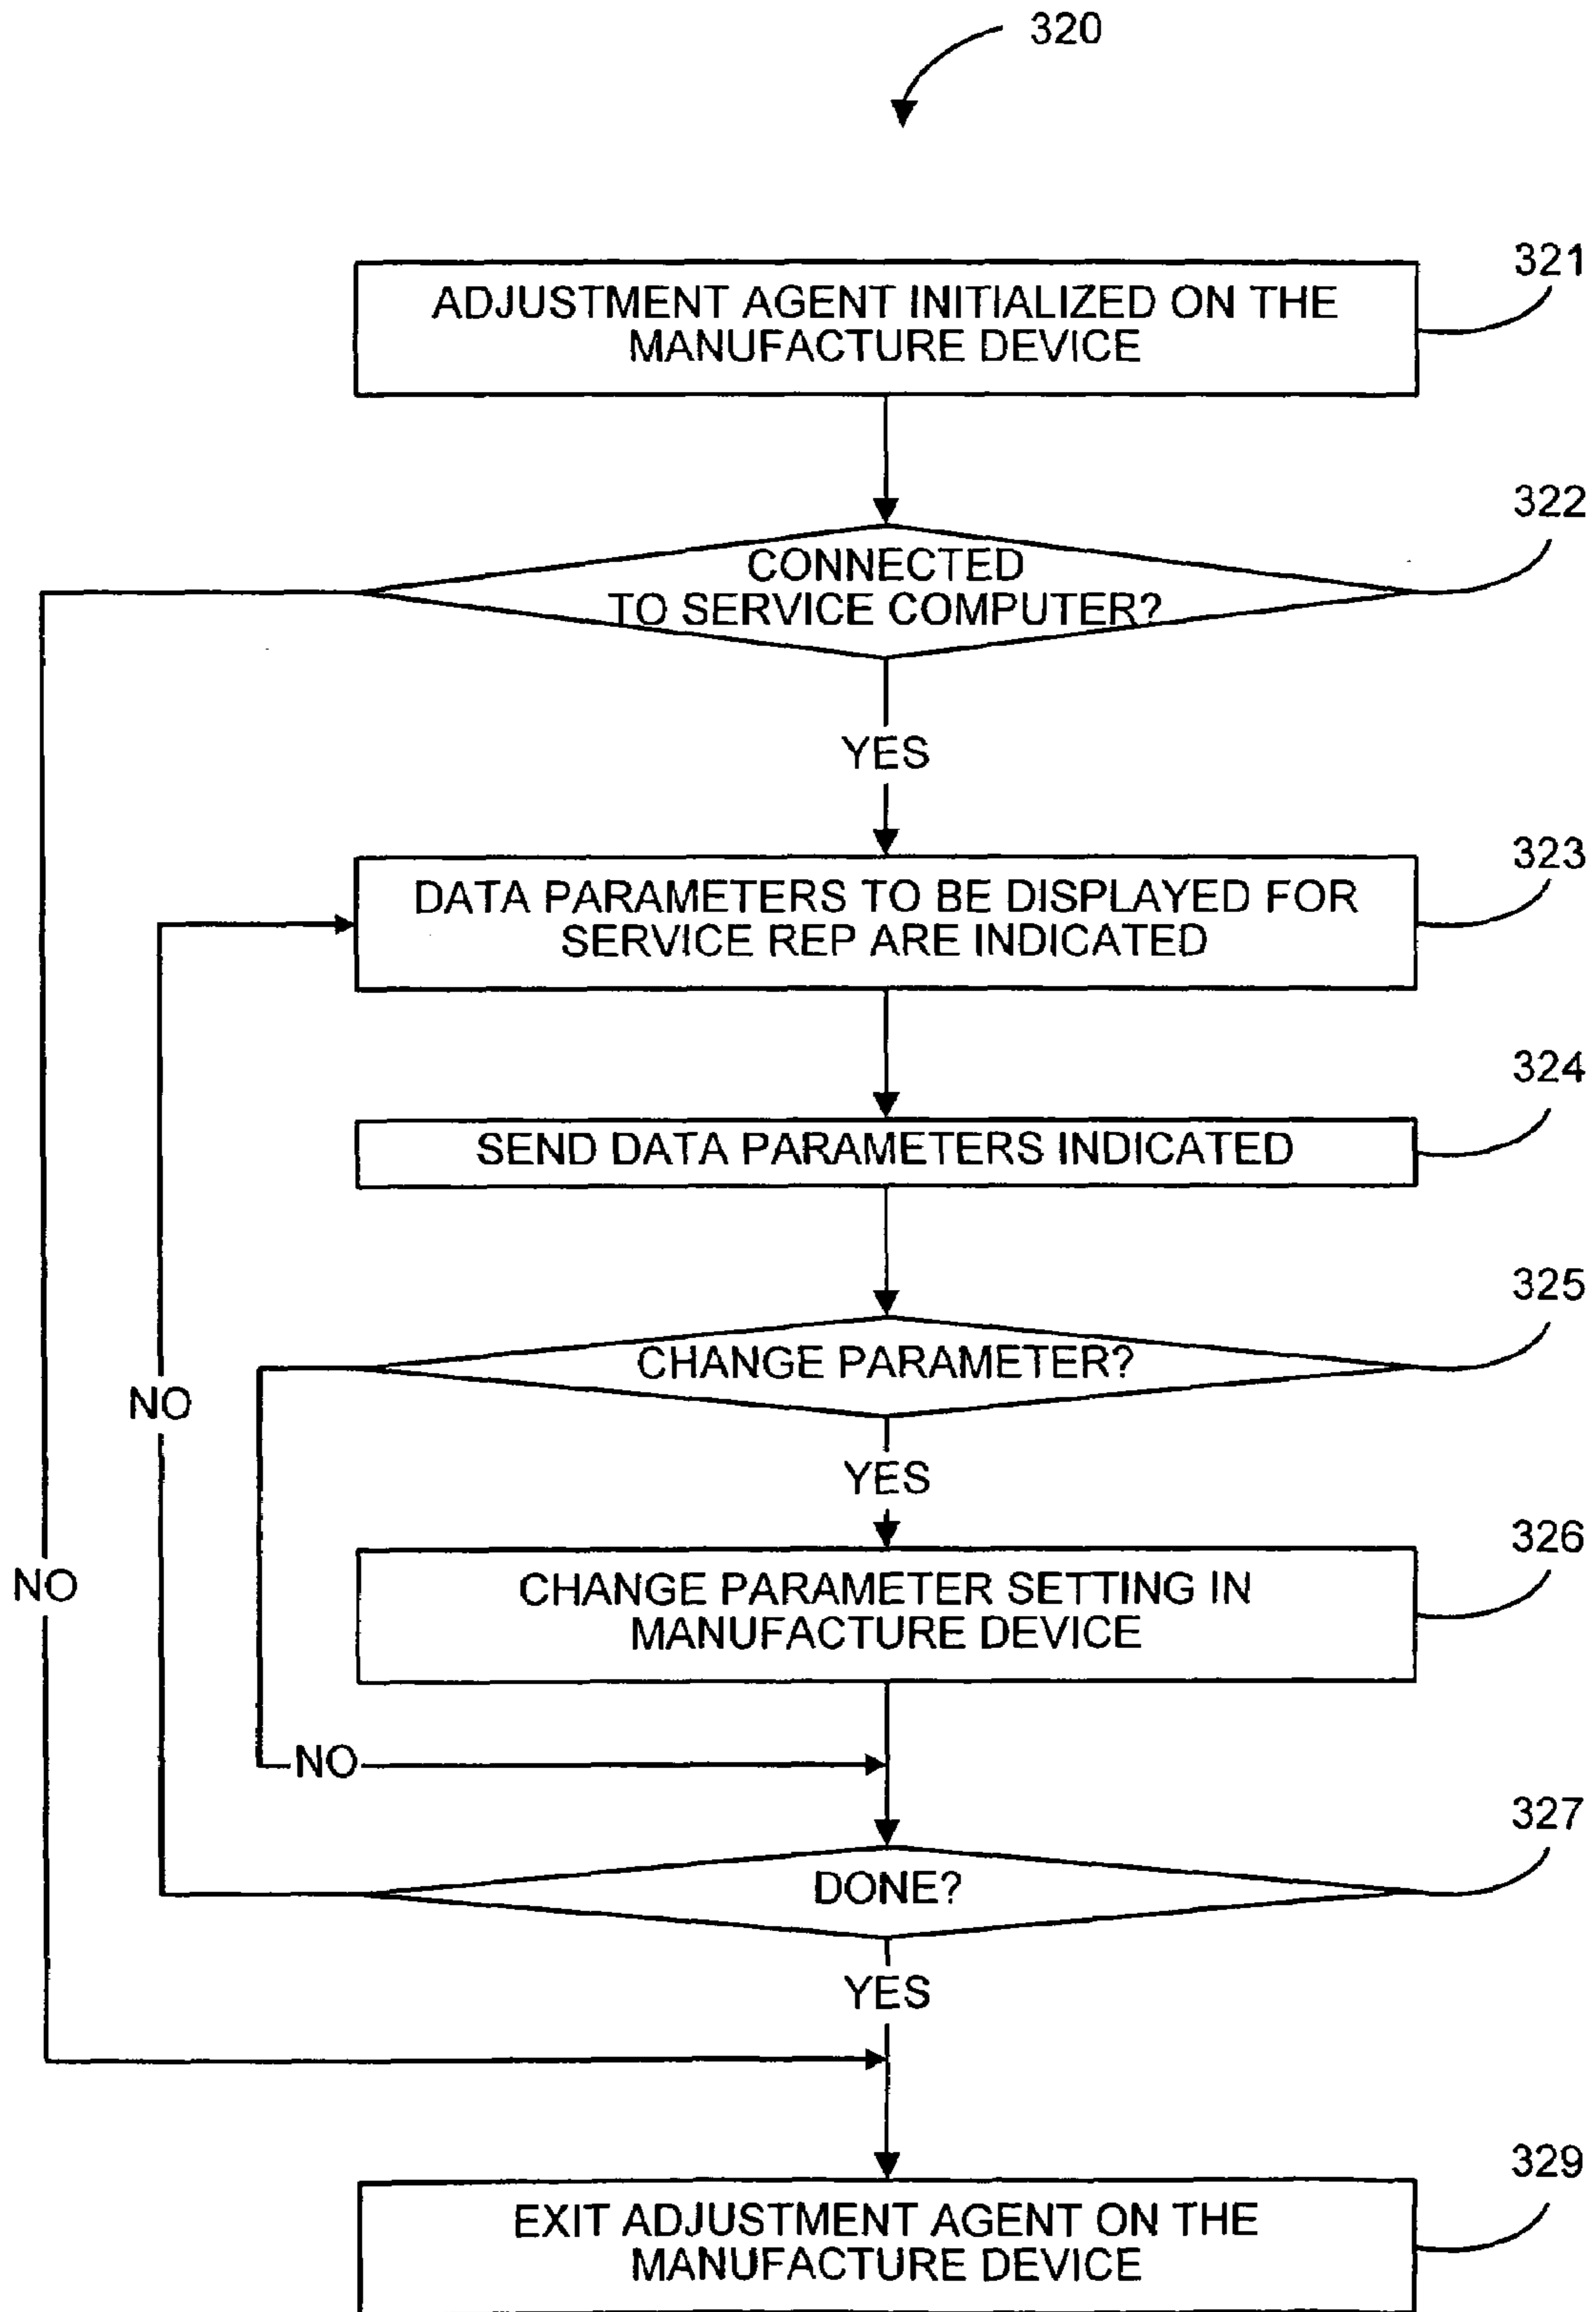 320
321
ADJUSTMENT AGENT INITIALIZED ON THE
MANUFACTURE DEVICE
322
CONNECTED
TO SERVICE COMPUTER?
YES
323
DATA PARAMETERS TO BE DISPLAYED FOR
SERVICE REP ARE INDICATED
324
SEND DATA PARAMETERS INDICATED
325
CHANGE PARAMETER?
NO
YES
326
CHANGE PARAMETER SETTING IN
MANUFACTURE DEVICE
NO
NO
327
DONE?
YES
329
EXIT ADJUSTMENT AGENT ON THE
MANUFACTURE DEVICE